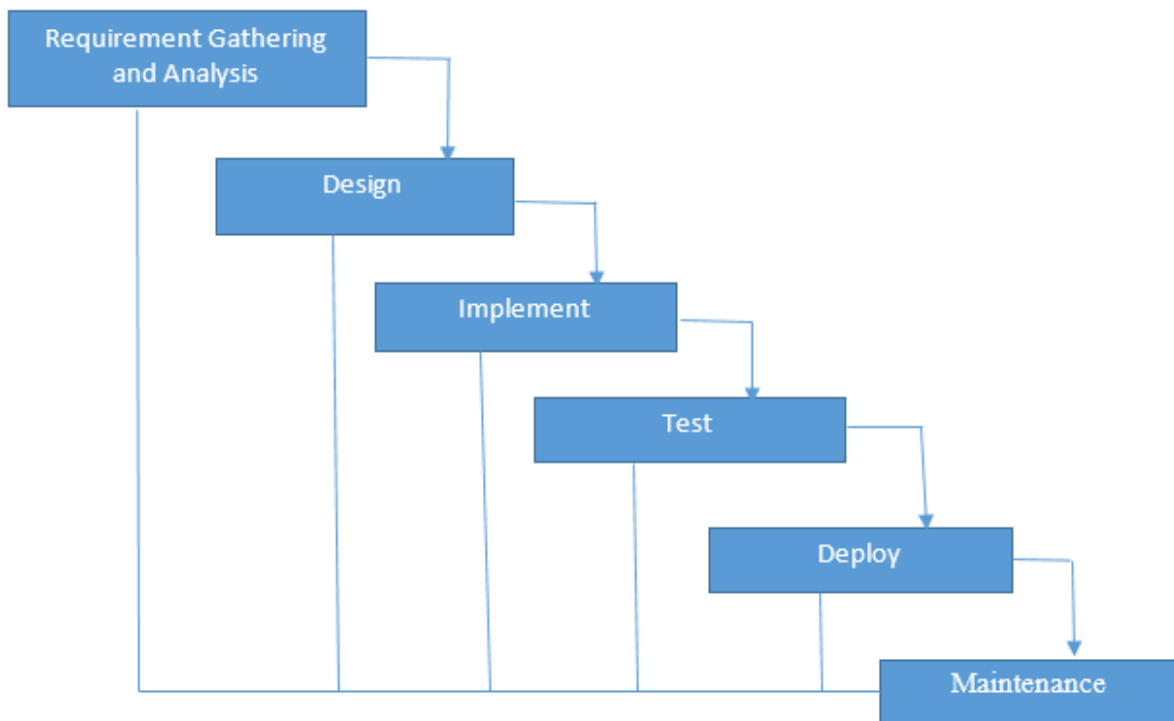 Requirement Gathering
and Analysis
Design
Implement
Test
Deploy
Maintenance